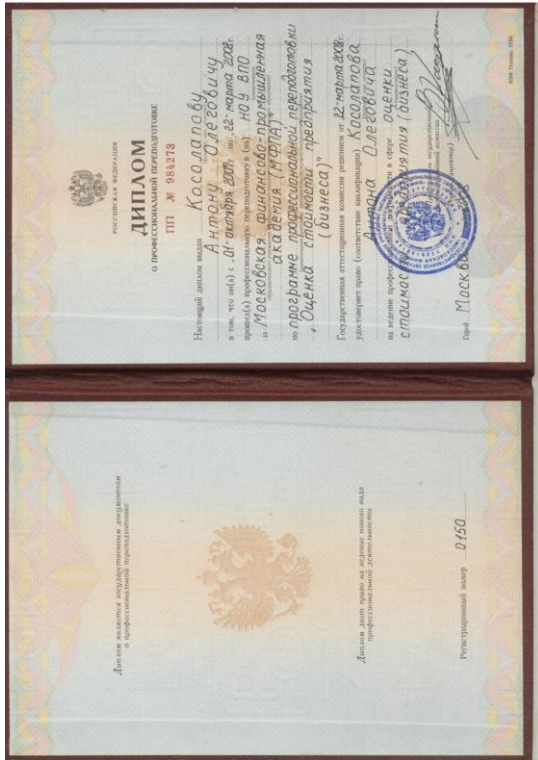 Диплом является государственным документом
о профессиональной переподготовке
Диплом дает право на ведение нового вида
профессиональной деятельности
Регистрационный номер 0150
РОССИЙСКАЯ ФЕДЕРАЦИЯ
ДИПЛОМ
О ПРОФЕССИОНАЛЬНОЙ ПЕРЕПОДГОТОВКЕ
ПП № 984273
Настоящий диплом выдан Косолапову
Антону Олеговичу
в том, что он(а) с „01“ октября 2007г. по „22“ марта 2008г.
прошел(а) профессиональную переподготовку в (на) НОУ ВПО
„Московская финансово-промышленная
академия (МФПА)“
по программе профессиональной переподготовки
„Оценка стоимости предприятия
(бизнеса)“
Государственная аттестационная комиссия решением от 22 марта 2008г.
удостоверяет право (соответствие квалификации) Косолапова
Антона Олеговича
на ведение профессиональной деятельности в сфере оценки
стоимости предприятия (бизнеса)
Город Москва